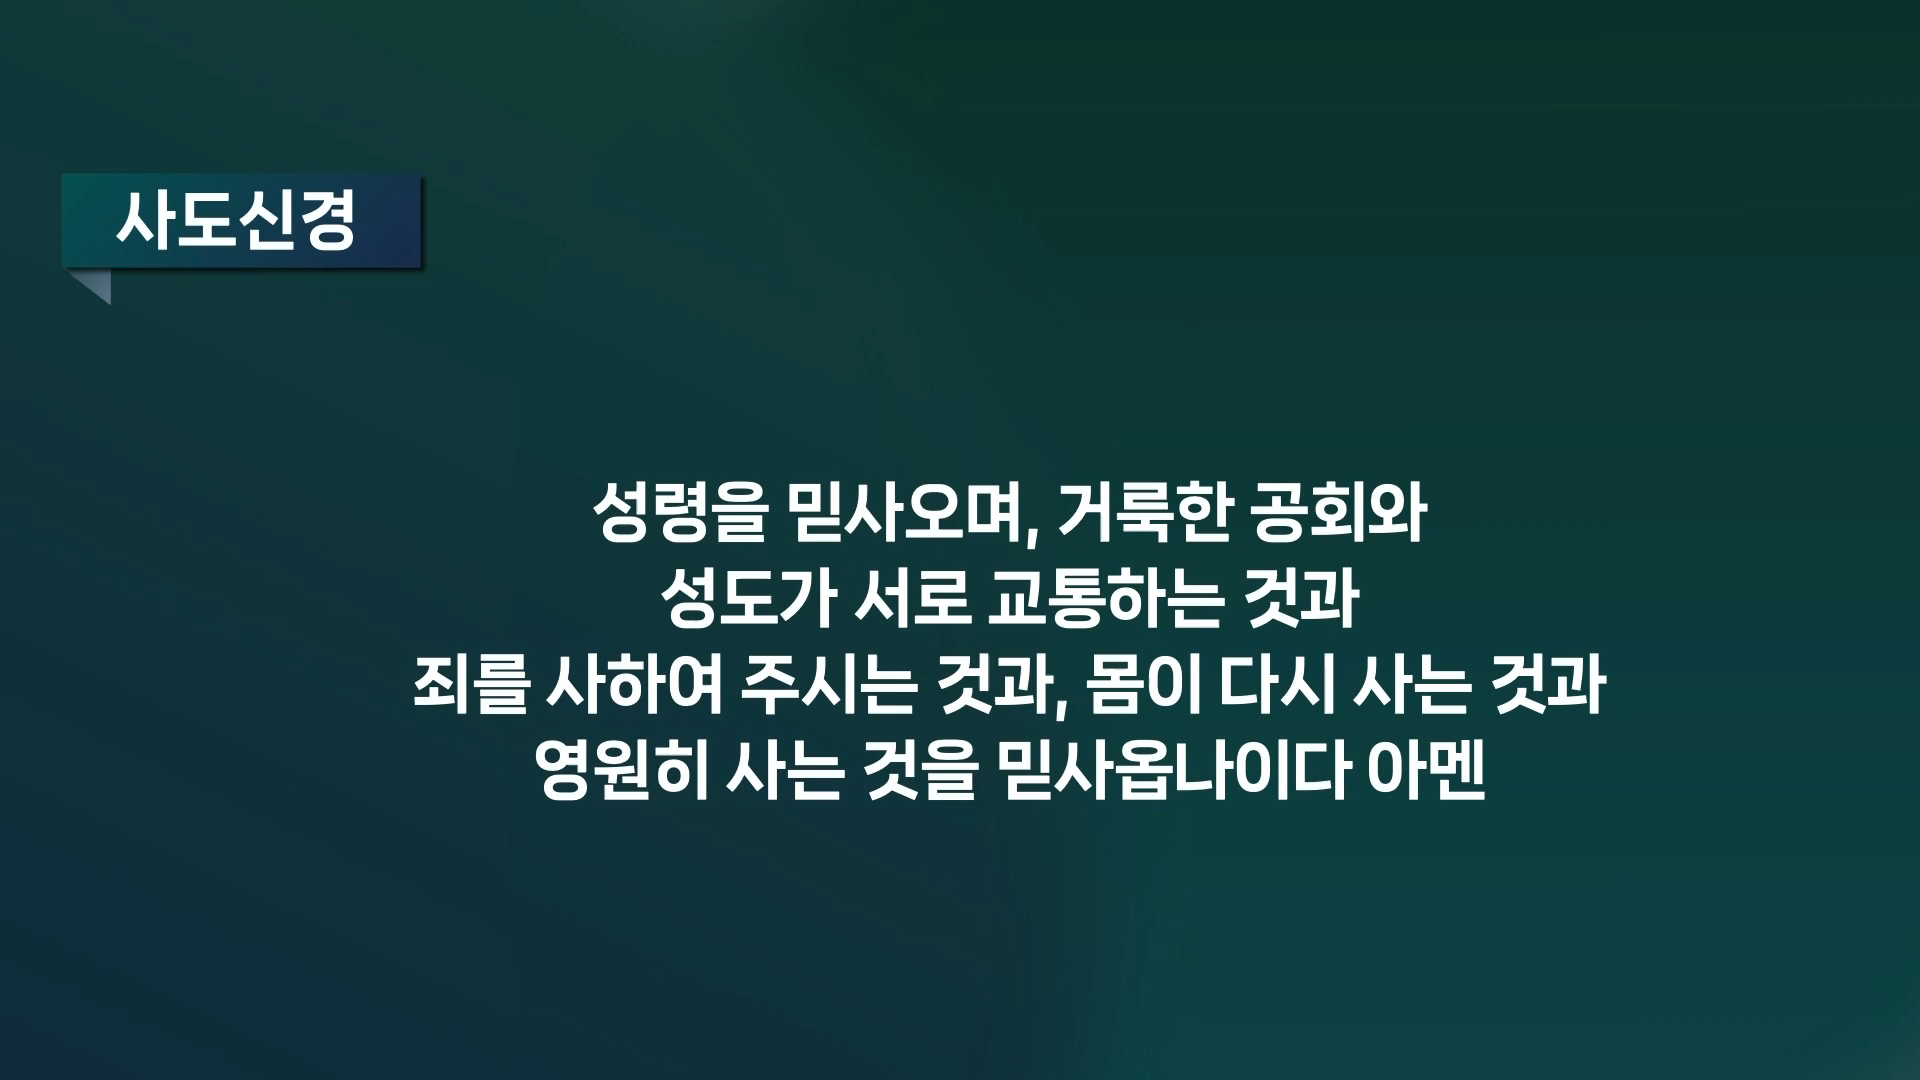 사도신경
성령을 믿사오며, 거룩한 공회와
성도가 서로 교통하는 것과
죄를 사하여 주시는 것과, 몸이 다시 사는 것과
영원히 사는 것을 믿사옵나이다 아멘